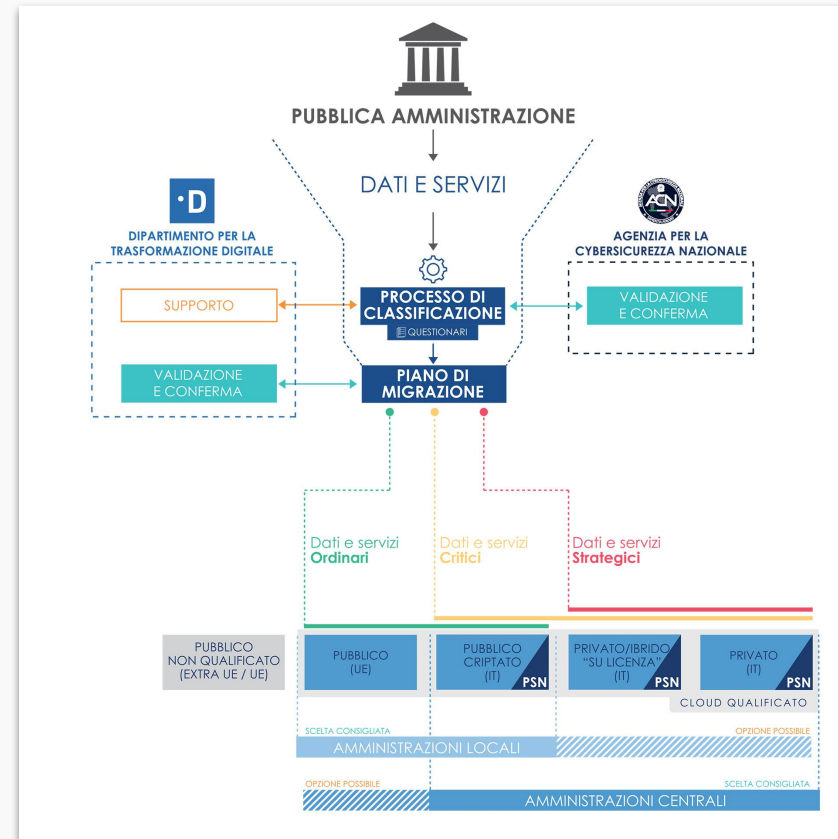 PUBBLICA AMMINISTRAZIONE
DATI E SERVIZI
·D
DIPARTIMENTO PER LA
TRASFORMAZIONE DIGITALE
ACN
AGENZIA PER LA
CYBERSICUREZZA NAZIONALE
SUPPORTO
PROCESSO DI
CLASSIFICAZIONE
QUESTIONARI
VALIDAZIONE
E CONFERMA
VALIDAZIONE
E CONFERMA
PIANO DI
MIGRAZIONE
Dati e servizi
Ordinari
Dati e servizi
Critici
Dati e servizi
Strategici
PUBBLICO
NON QUALIFICATO
(EXTRA UE / UE)
PUBBLICO
(UE)
PUBBLICO
CRIPTATO
(IT)
PSN
PRIVATO/IBRIDO
"SU LICENZA"
(IT)
PSN
PRIVATO
(IT)
PSN
CLOUD QUALIFICATO
SCELTA CONSIGLIATA
OPZIONE POSSIBILE
AMMINISTRAZIONI LOCALI
OPZIONE POSSIBILE
SCELTA CONSIGLIATA
AMMINISTRAZIONI CENTRALI